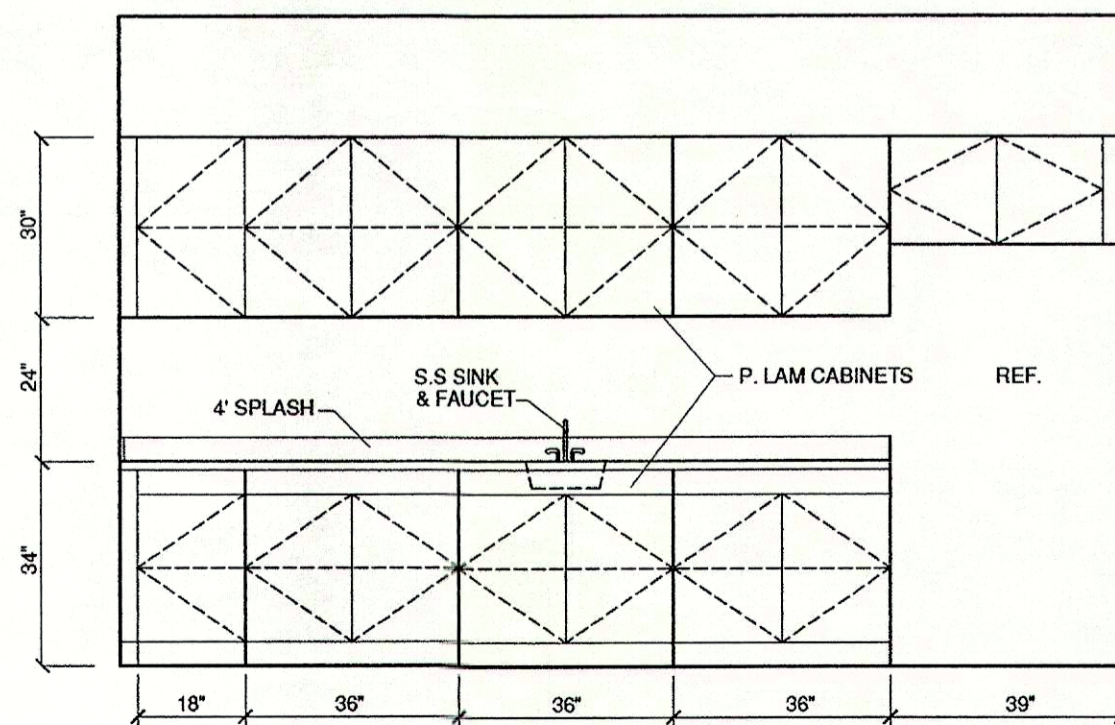 30"
24"
34"
S.S SINK
& FAUCET
4' SPLASH
P. LAM CABINETS
REF.
18"
36"
36"
36"
39"